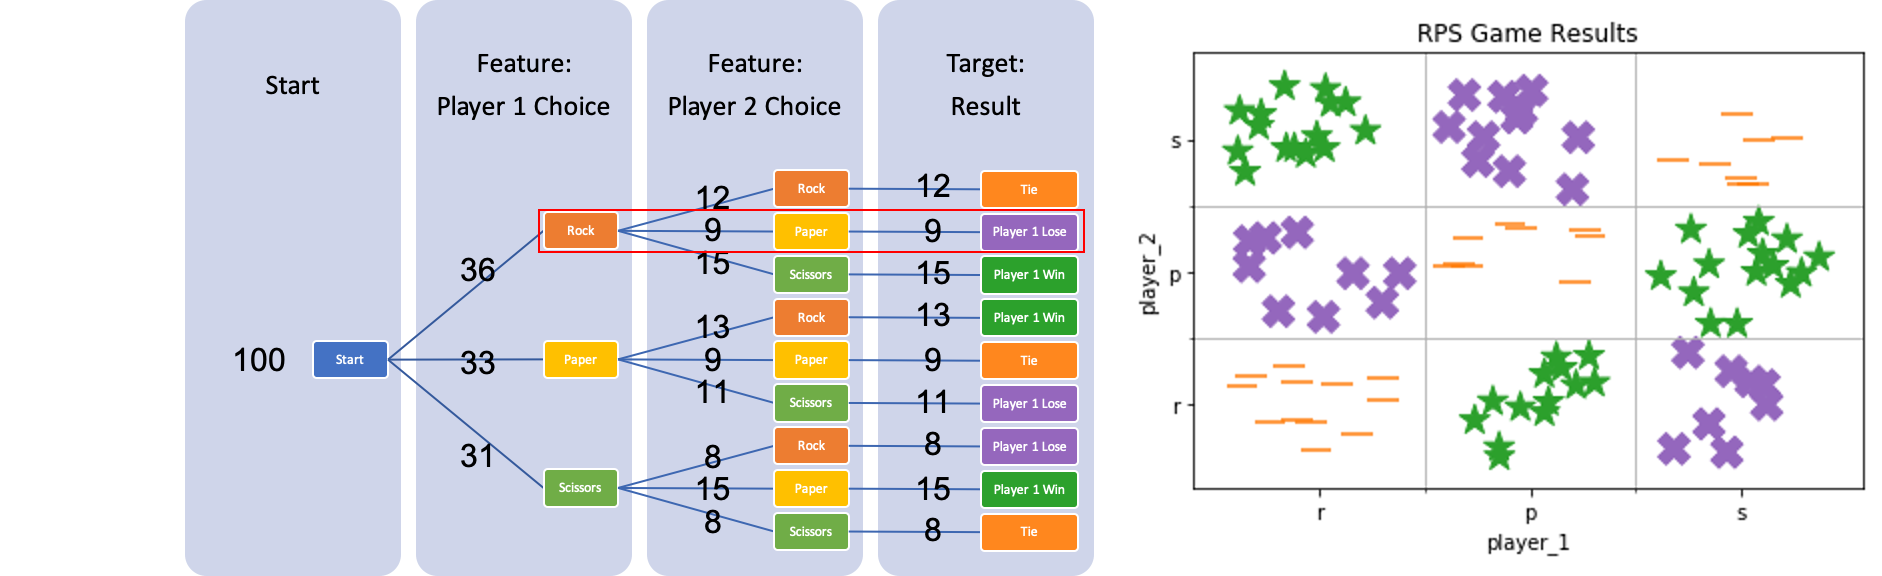 Start
Feature:
Player 1 Choice
Feature:
Player 2 Choice
Target:
Result
100
Start
36
33
31
Rock
Paper
Scissors
12
Rock
12
Tie
9
Paper
9
Player 1 Lose
15
Scissors
15
Player 1 Win
13
Rock
13
Player 1 Win
9
Paper
9
Tie
11
Scissors
11
Player 1 Lose
8
Rock
8
Player 1 Lose
15
Paper
15
Player 1 Win
8
Scissors
8
Tie
RPS Game Results
player_2
s
p
r
r
p
s
player_1